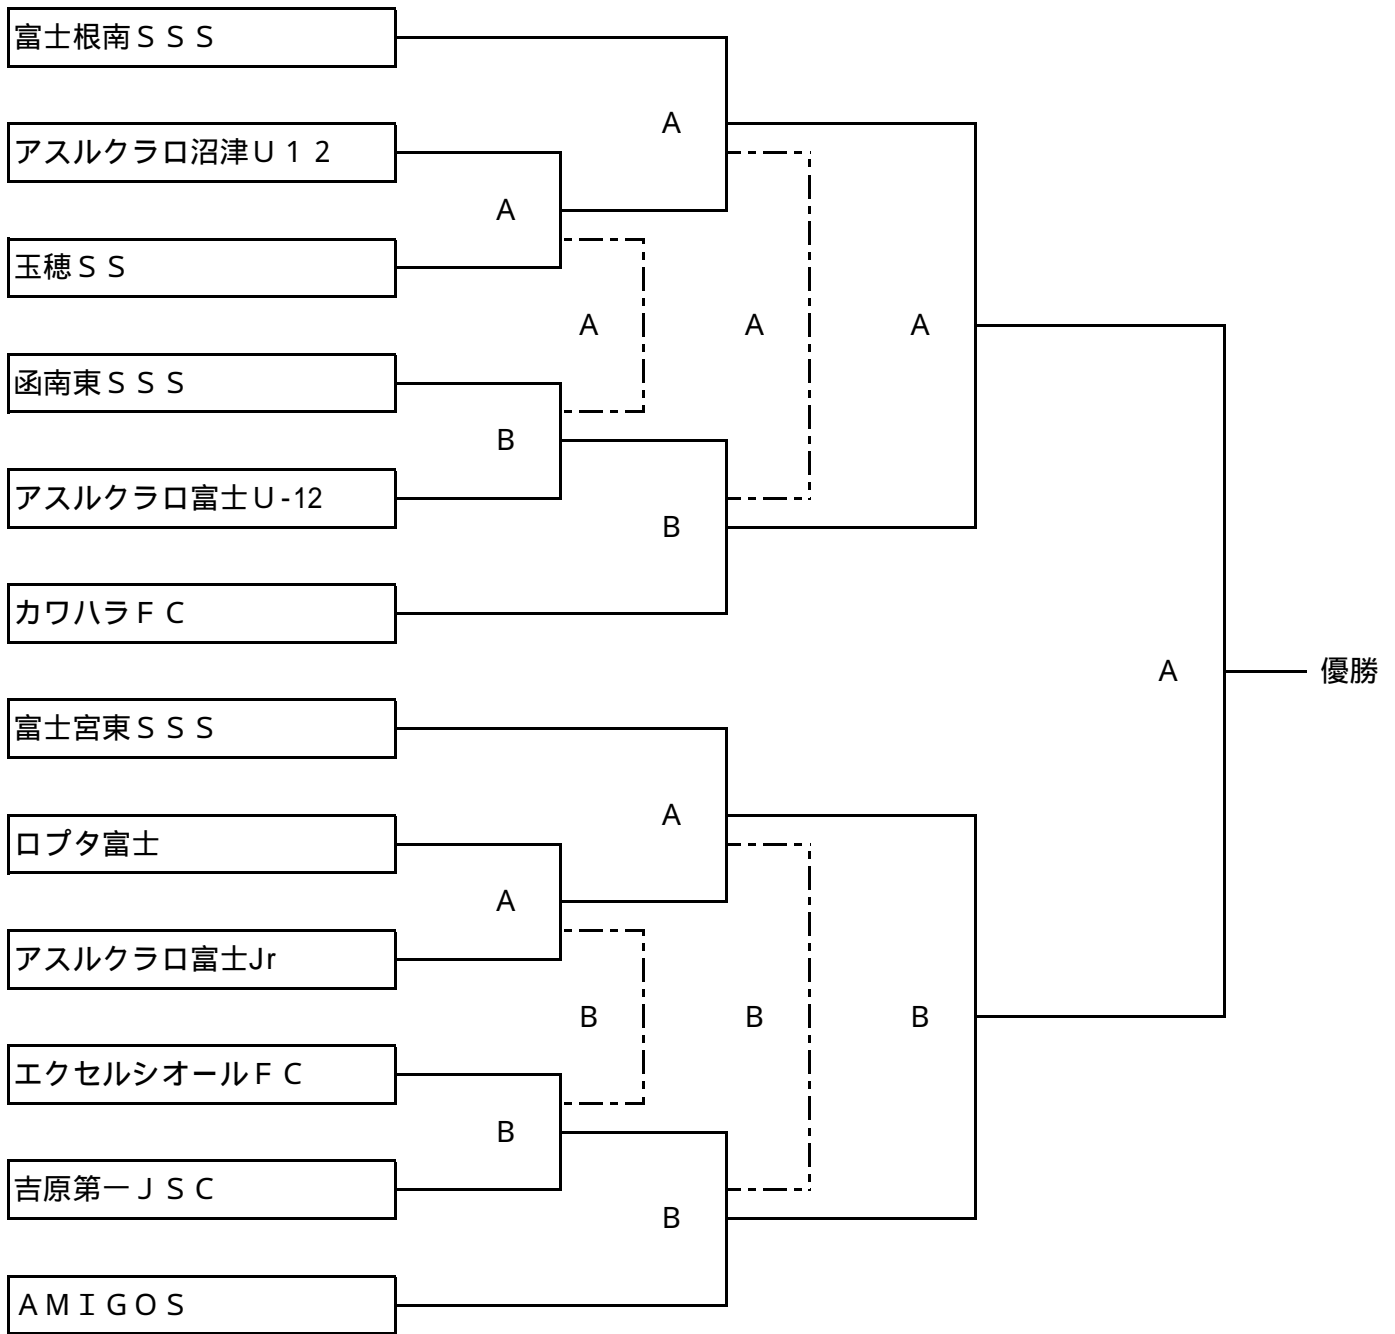 富士根南ＳＳＳ
A
アスルクラロ沼津Ｕ１２
A
玉穂ＳＳ
A
A
A
函南東ＳＳＳ
B
アスルクラロ富士Ｕ-12
B
カワハラＦＣ
A
優勝
富士宮東ＳＳＳ
A
ロプタ富士
A
アスルクラロ富士Jr
B
B
B
エクセルシオールＦＣ
B
吉原第一ＪＳＣ
B
ＡＭＩＧＯＳ